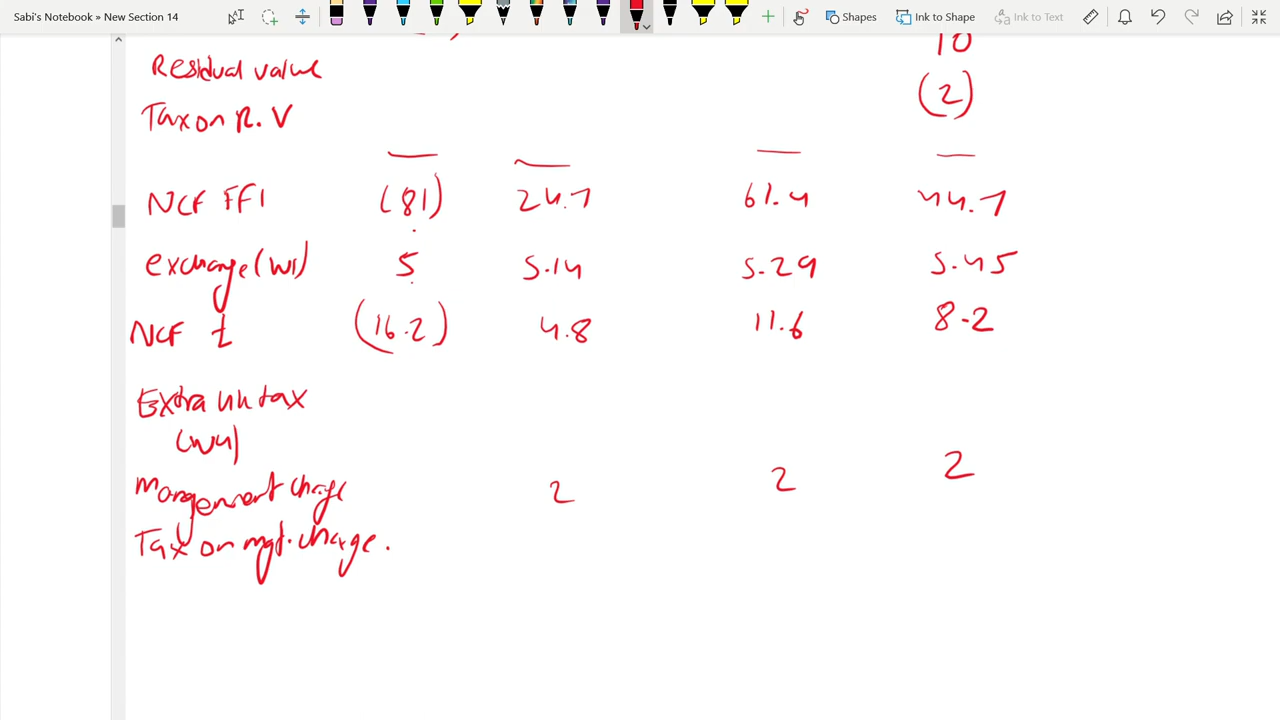 Sabi's Notebook » New Section 14
Shapes Ink to Shape Ink to Text
10
Residual value
(2)
Tax on R.V
NCF FFI (81) 24.7 61.4 44.7
exchange (W1) 5 5.14 5.29 5.45
NCF £ (16.2) 4.8 11.6 8.2
Extra UK tax
(W4)
Mangement charge 2 2 2
Tax on mgt. charge.